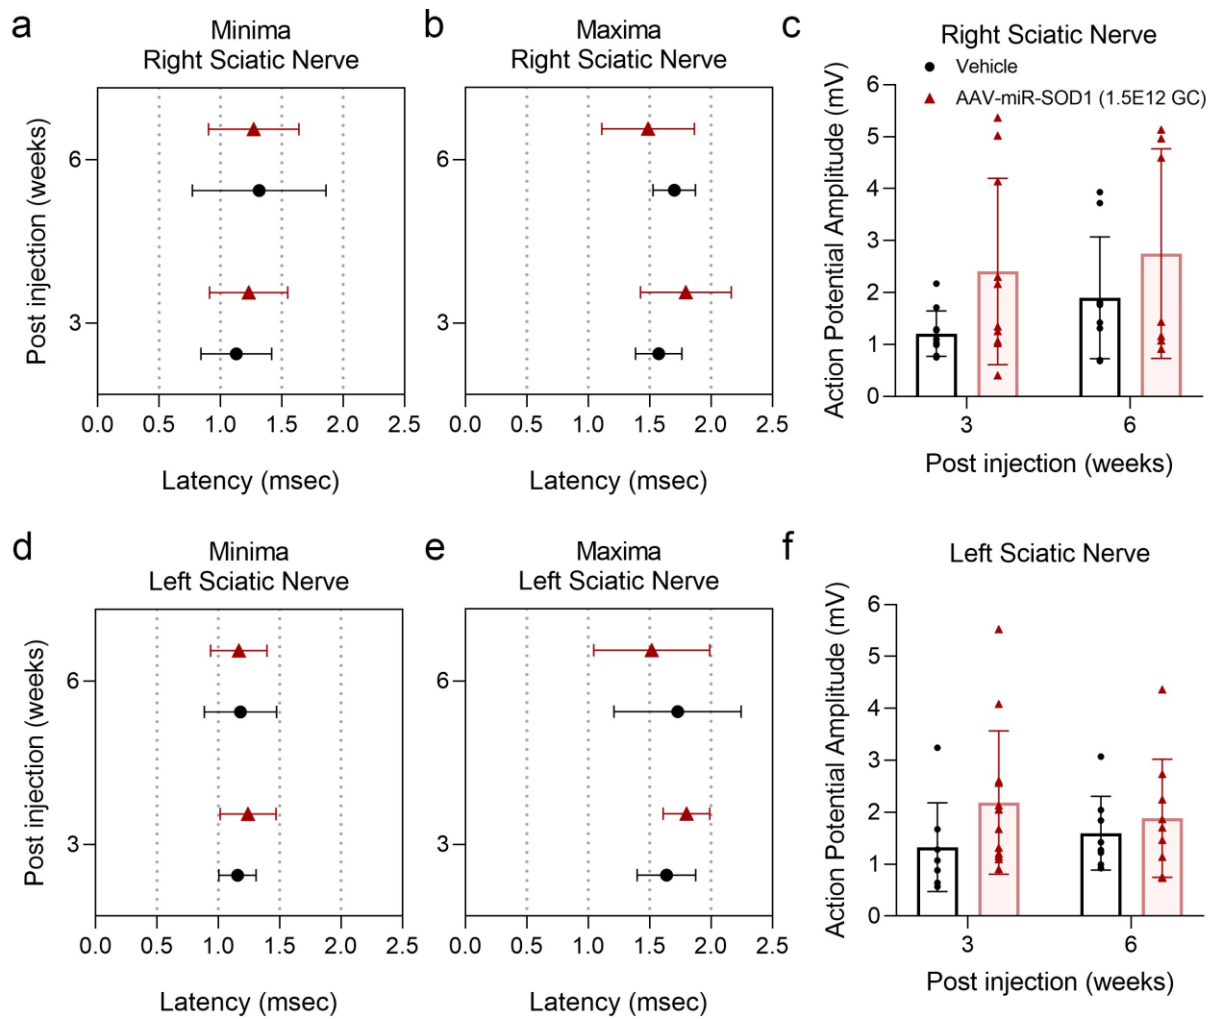 a
Minima
Right Sciatic Nerve
Post injection (weeks)
6
3
0.0 0.5 1.0 1.5 2.0 2.5
Latency (msec)
b
Maxima
Right Sciatic Nerve
6
3
0.0 0.5 1.0 1.5 2.0 2.5
Latency (msec)
c
Right Sciatic Nerve
Vehicle
AAV-miR-SOD1 (1.5E12 GC)
Action Potential Amplitude (mV)
6
5
4
3
2
1
0
3 6
Post injection (weeks)
d
Minima
Left Sciatic Nerve
Post injection (weeks)
6
3
0.0 0.5 1.0 1.5 2.0 2.5
Latency (msec)
e
Maxima
Left Sciatic Nerve
6
3
0.0 0.5 1.0 1.5 2.0 2.5
Latency (msec)
f
Left Sciatic Nerve
Action Potential Amplitude (mV)
6
5
4
3
2
1
0
3 6
Post injection (weeks)